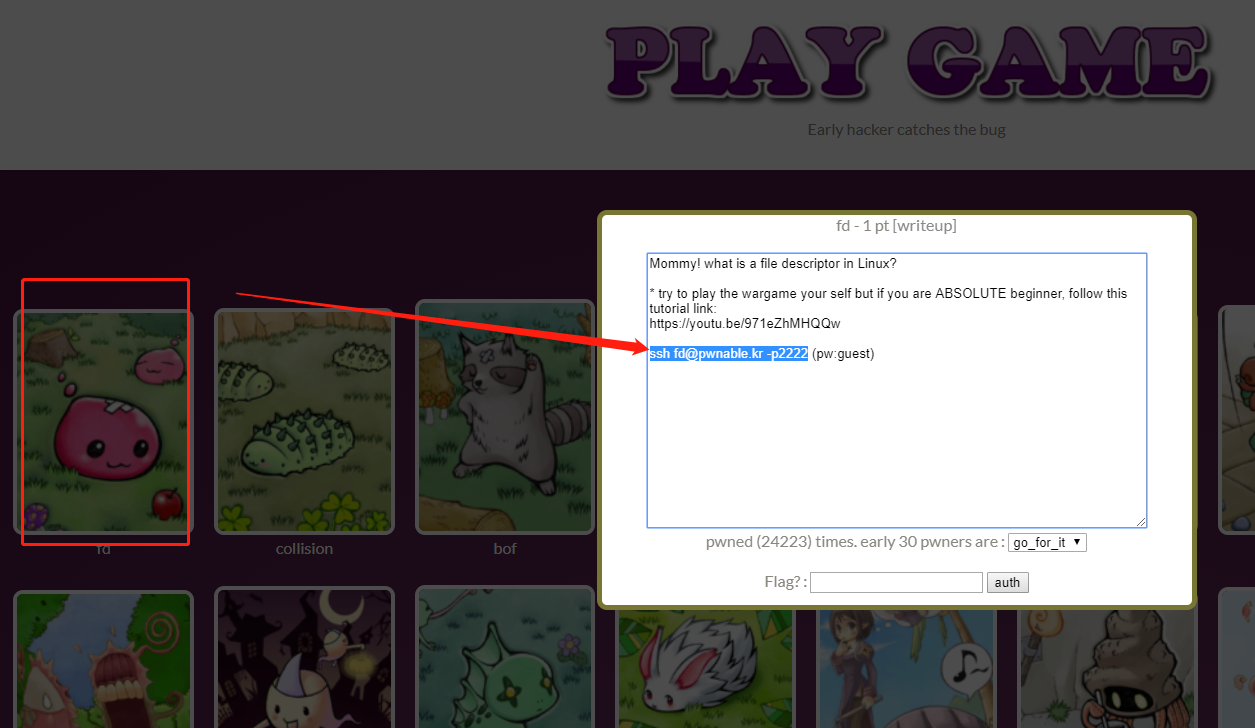 PLAY GAME
Early hacker catches the bug
fd - 1 pt [writeup]
Mommy! what is a file descriptor in Linux?
* try to play the wargame your self but if you are ABSOLUTE beginner, follow this
tutorial link:
https://youtu.be/971eZhMHQQw
ssh fd@pwnable.kr -p2222 (pw:guest)
pwned (24223) times. early 30 pwners are : go_for_it
Flag? : auth
fd
collision
bof